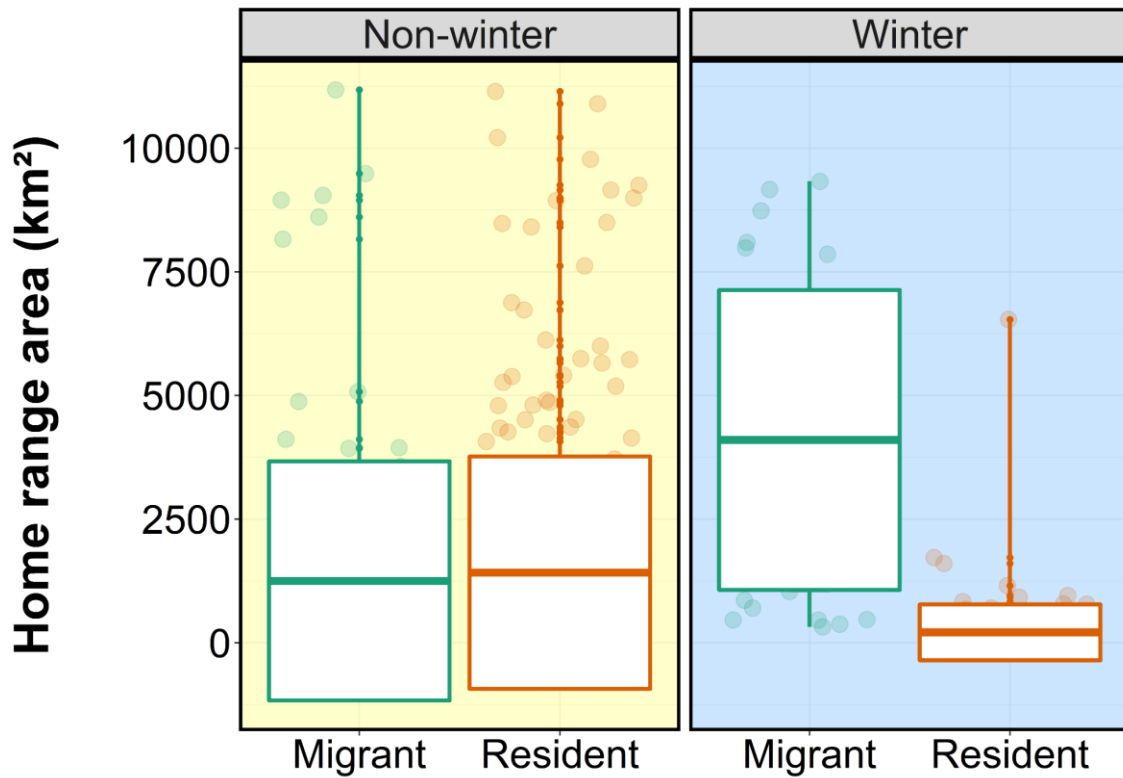 Non-winter
Winter
Home range area (km²)
10000
7500
5000
2500
0
Migrant
Resident
Migrant
Resident